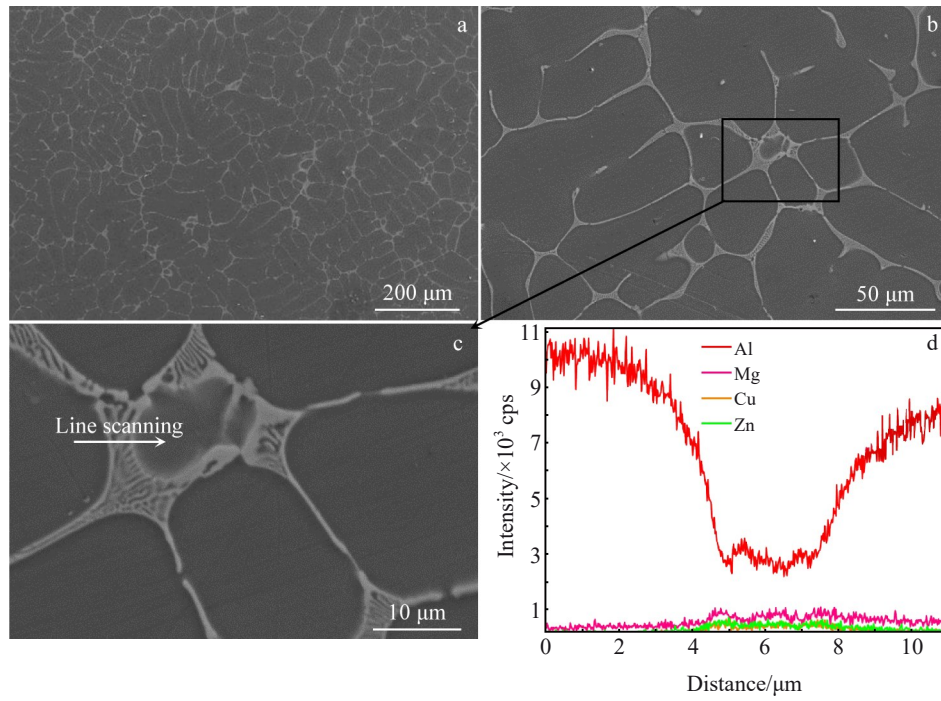 a
200 μm
b
50 μm
c
Line scanning
10 μm
d
11
9
7
5
3
1
Intensity/×10³ cps
Al
Mg
Cu
Zn
0 2 4 6 8 10
Distance/μm